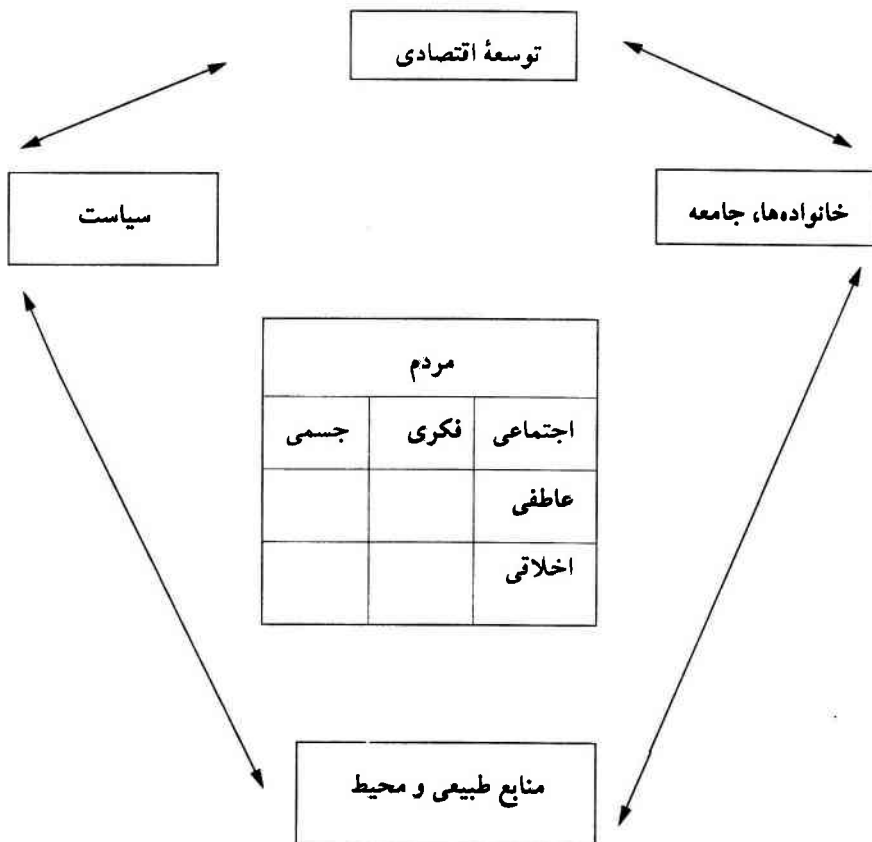 توسعهٔ اقتصادی
خانواده‌ها، جامعه
سیاست
مردم
اجتماعی فکری جسمی
عاطفی
اخلاقی
منابع طبیعی و محیط